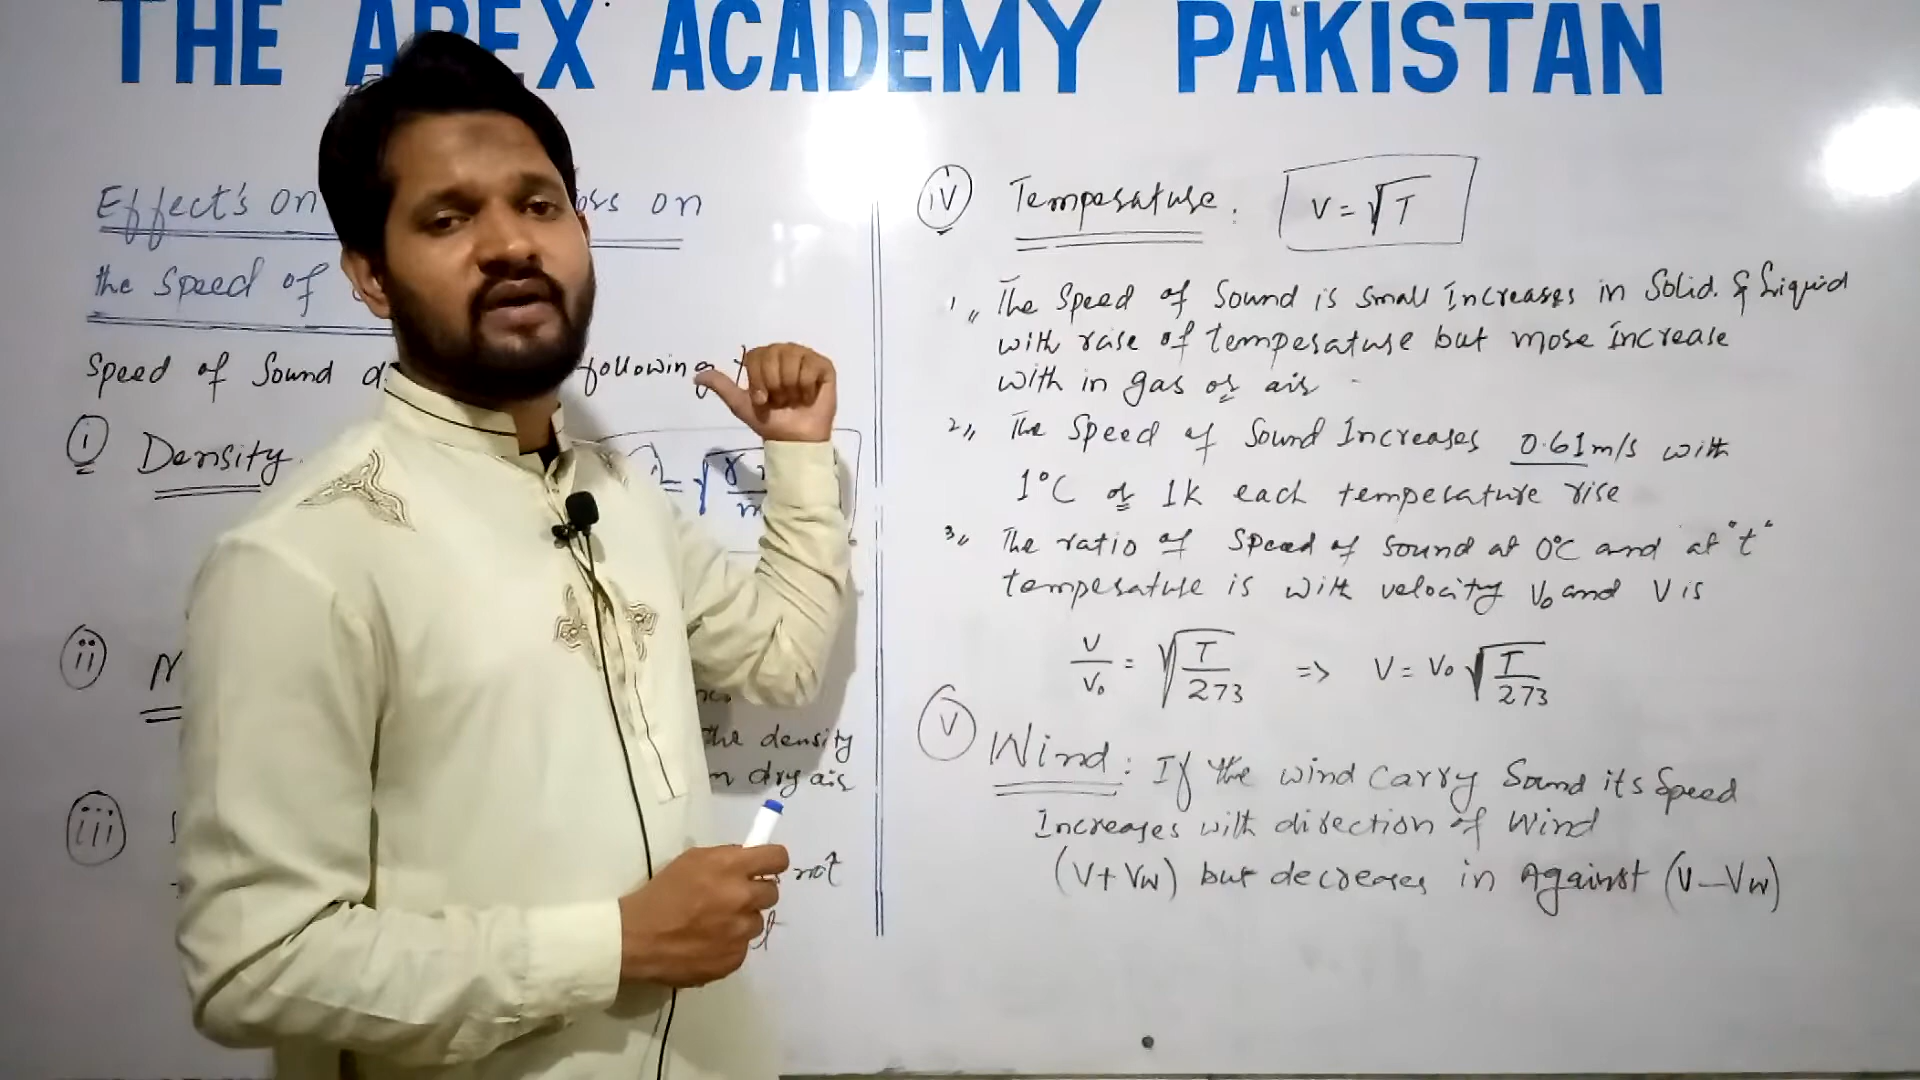 THE APEX ACADEMY PAKISTAN
Effect's on on
the Speed of
Speed of Sound following
i Density.
ii
the density
dry air
iii
not
iv Temperature : V = √T
1,, The Speed of Sound is Small Increases in Solid & Liquid
with raise of temperature but more Increase
with in gas or air
2,, The Speed of Sound Increases 0.61m/s with
1°C or 1k each temperature rise
3,, The ratio of Speed of sound at 0°C and at "t"
temperature is with velocity V₀ and V is
V/V₀ = √T/273 => V = V₀ √T/273
V Wind : If the wind carry Sound its Speed
Increases with direction of Wind
(V+Vw) but decreases in Against (V–Vw)